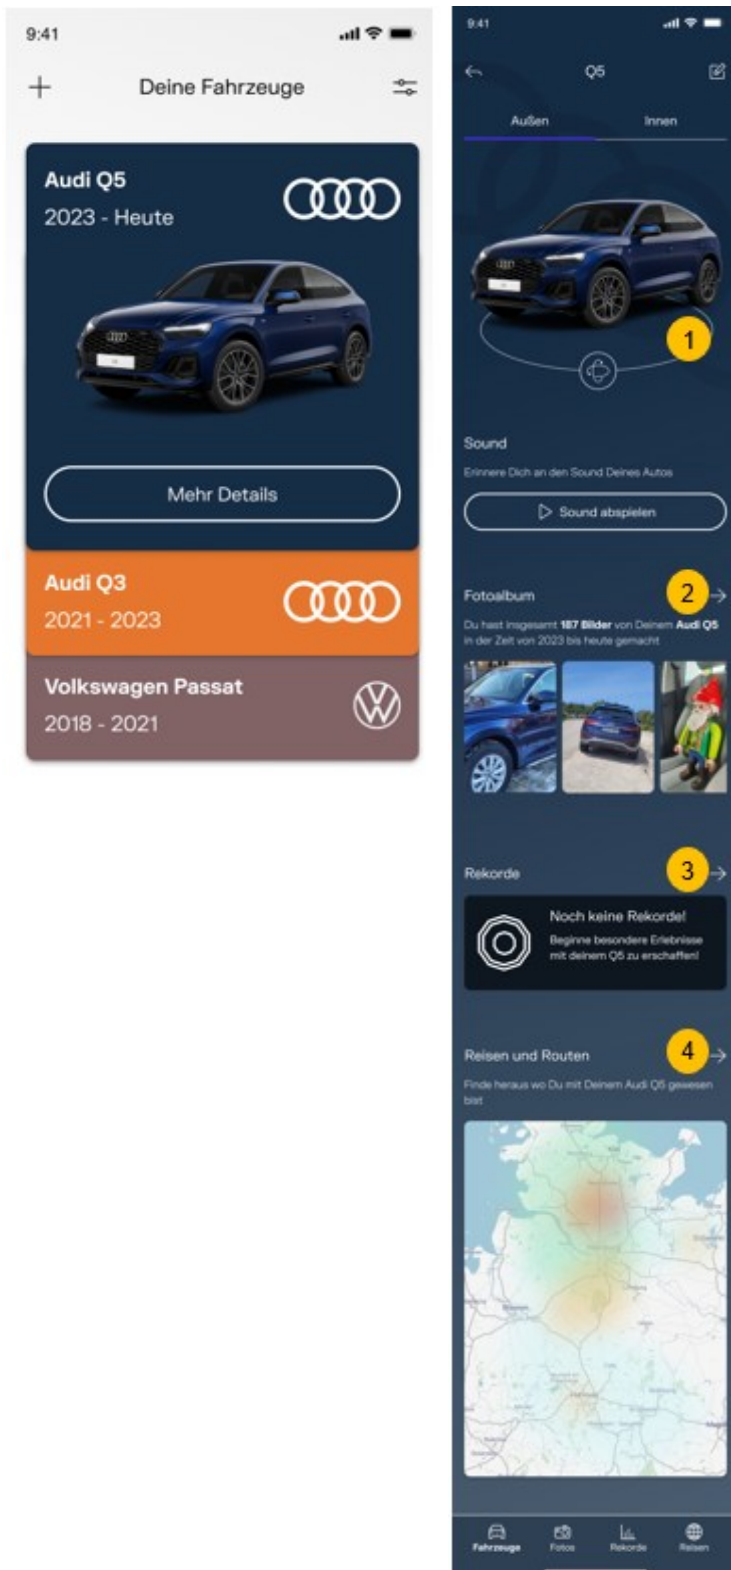 9:41
Deine Fahrzeuge
Audi Q5
2023 - Heute
Mehr Details
Audi Q3
2021 - 2023
Volkswagen Passat
2018 - 2021
9:41
Q5
Außen Innen
1
Sound
Erinnere Dich an den Sound Deines Autos
Sound abspielen
Fotoalbum 2
Du hast insgesamt 187 Bilder von Deinem Audi Q5
in der Zeit von 2023 bis heute gemacht
Rekorde 3
Noch keine Rekorde!
Beginne besondere Erlebnisse
mit deinem Q5 zu erschaffen!
Reisen und Routen 4
Finde heraus wo Du mit Deinem Audi Q5 gewesen
bist
Fahrzeuge Fotos Rekorde Reisen